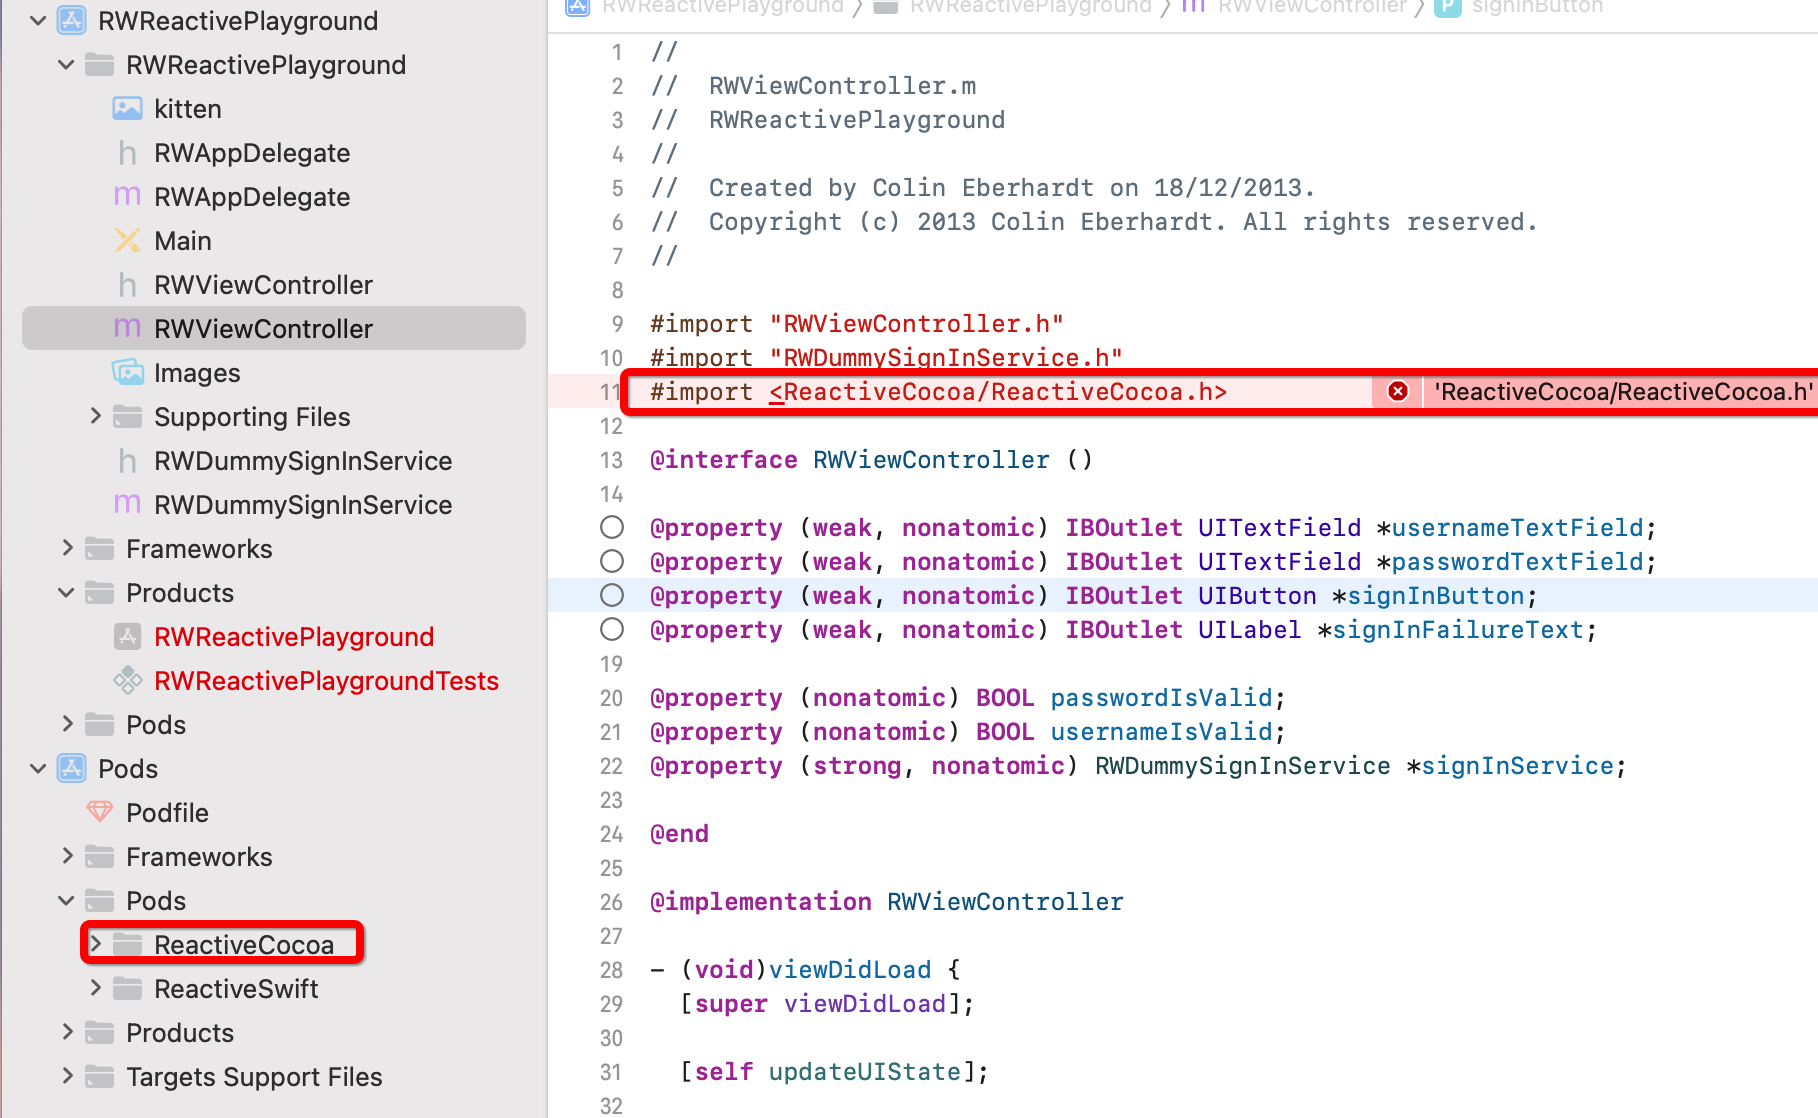 RWReactivePlayground
RWReactivePlayground
kitten
h RWAppDelegate
m RWAppDelegate
Main
h RWViewController
m RWViewController
Images
Supporting Files
h RWDummySignInService
m RWDummySignInService
Frameworks
Products
RWReactivePlayground
RWReactivePlaygroundTests
Pods
Pods
Podfile
Frameworks
Pods
ReactiveCocoa
ReactiveSwift
Products
Targets Support Files
RWReactivePlayground 〉 RWReactivePlayground 〉 m RWViewController 〉 P signInButton
1 //
2 //  RWViewController.m
3 //  RWReactivePlayground
4 //
5 //  Created by Colin Eberhardt on 18/12/2013.
6 //  Copyright (c) 2013 Colin Eberhardt. All rights reserved.
7 //
8
9 #import "RWViewController.h"
10 #import "RWDummySignInService.h"
11 #import <ReactiveCocoa/ReactiveCocoa.h> 'ReactiveCocoa/ReactiveCocoa.h'
12
13 @interface RWViewController ()
14
@property (weak, nonatomic) IBOutlet UITextField *usernameTextField;
@property (weak, nonatomic) IBOutlet UITextField *passwordTextField;
@property (weak, nonatomic) IBOutlet UIButton *signInButton;
@property (weak, nonatomic) IBOutlet UILabel *signInFailureText;
19
20 @property (nonatomic) BOOL passwordIsValid;
21 @property (nonatomic) BOOL usernameIsValid;
22 @property (strong, nonatomic) RWDummySignInService *signInService;
23
24 @end
25
26 @implementation RWViewController
27
28 - (void)viewDidLoad {
29   [super viewDidLoad];
30
31   [self updateUIState];
32